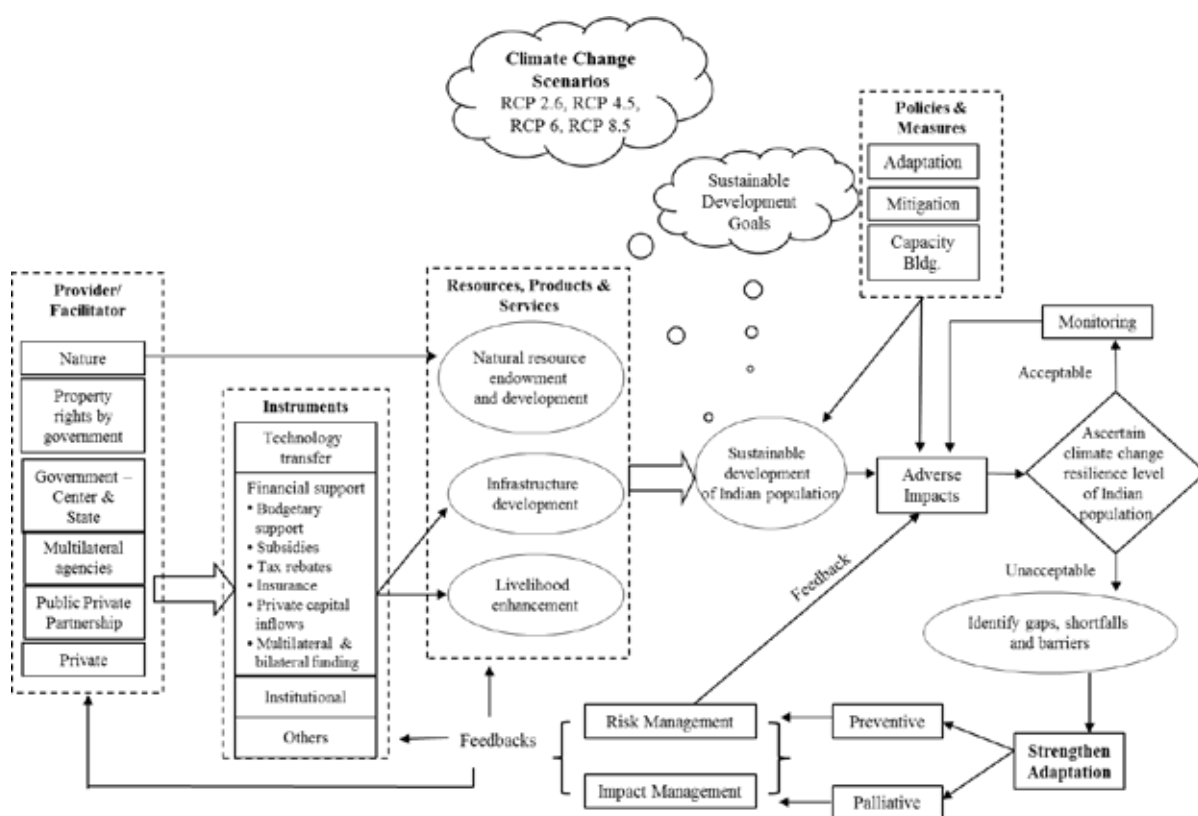 Climate Change
Scenarios
RCP 2.6, RCP 4.5,
RCP 6, RCP 8.5
Policies &
Measures
Adaptation
Mitigation
Capacity
Bldg.
Sustainable
Development
Goals
Provider/
Facilitator
Nature
Property
rights by
government
Government –
Center &
State
Multilateral
agencies
Public Private
Partnership
Private
Instruments
Technology
transfer
Financial support
• Budgetary
support
• Subsidies
• Tax rebates
• Insurance
• Private capital
inflows
• Multilateral &
bilateral funding
Institutional
Others
Resources, Products &
Services
Natural resource
endowment
and development
Infrastructure
development
Livelihood
enhancement
Sustainable
development
of Indian population
Adverse
Impacts
Monitoring
Acceptable
Ascertain
climate change
resilience level
of Indian
population
Unacceptable
Identify gaps, shortfalls
and barriers
Feedback
Strengthen
Adaptation
Preventive
Palliative
Risk Management
Impact Management
Feedbacks